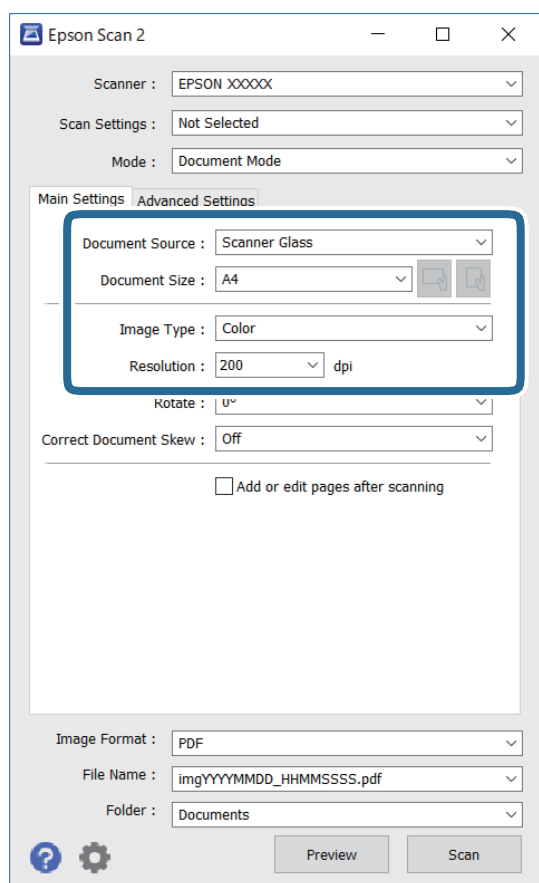 Epson Scan 2
Scanner : EPSON XXXXX
Scan Settings : Not Selected
Mode : Document Mode
Main Settings Advanced Settings
Document Source : Scanner Glass
Document Size : A4
Image Type : Color
Resolution : 200 dpi
Rotate : 0°
Correct Document Skew : Off
Add or edit pages after scanning
Image Format : PDF
File Name : imgYYYYMMDD_HHMMSSSS.pdf
Folder : Documents
? Preview Scan